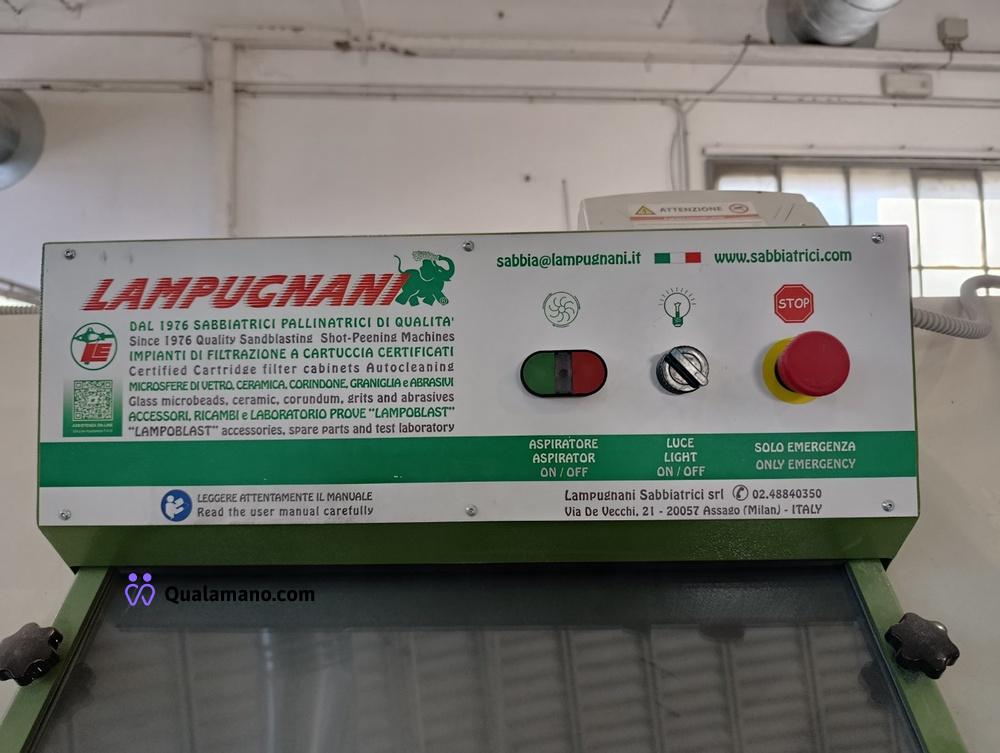 ATTENZIONE
sabbia@lampugnani.it
www.sabbiatrici.com
LAMPUGNANI
®
DAL 1976 SABBIATRICI PALLINATRICI DI QUALITA'
Since 1976 Quality Sandblasting Shot-Peening Machines
IMPIANTI DI FILTRAZIONE A CARTUCCIA CERTIFICATI
Certified Cartridge filter cabinets Autocleaning
MICROSFERE DI VETRO, CERAMICA, CORINDONE, GRANIGLIA e ABRASIVI
Glass microbeads, ceramic, corundum, grits and abrasives
ACCESSORI, RICAMBI e LABORATORIO PROVE "LAMPOBLAST"
"LAMPOBLAST" accessories, spare parts and test laboratory
LE
ASSISTENZA ON-LINE
STOP
ASPIRATORE
ASPIRATOR
ON / OFF
LUCE
LIGHT
ON / OFF
SOLO EMERGENZA
ONLY EMERGENCY
LEGGERE ATTENTAMENTE IL MANUALE
Read the user manual carefully
Lampugnani Sabbiatrici srl 02.48840350
Via De Vecchi, 21 - 20057 Assago (Milan) - ITALY
Qualamano.com